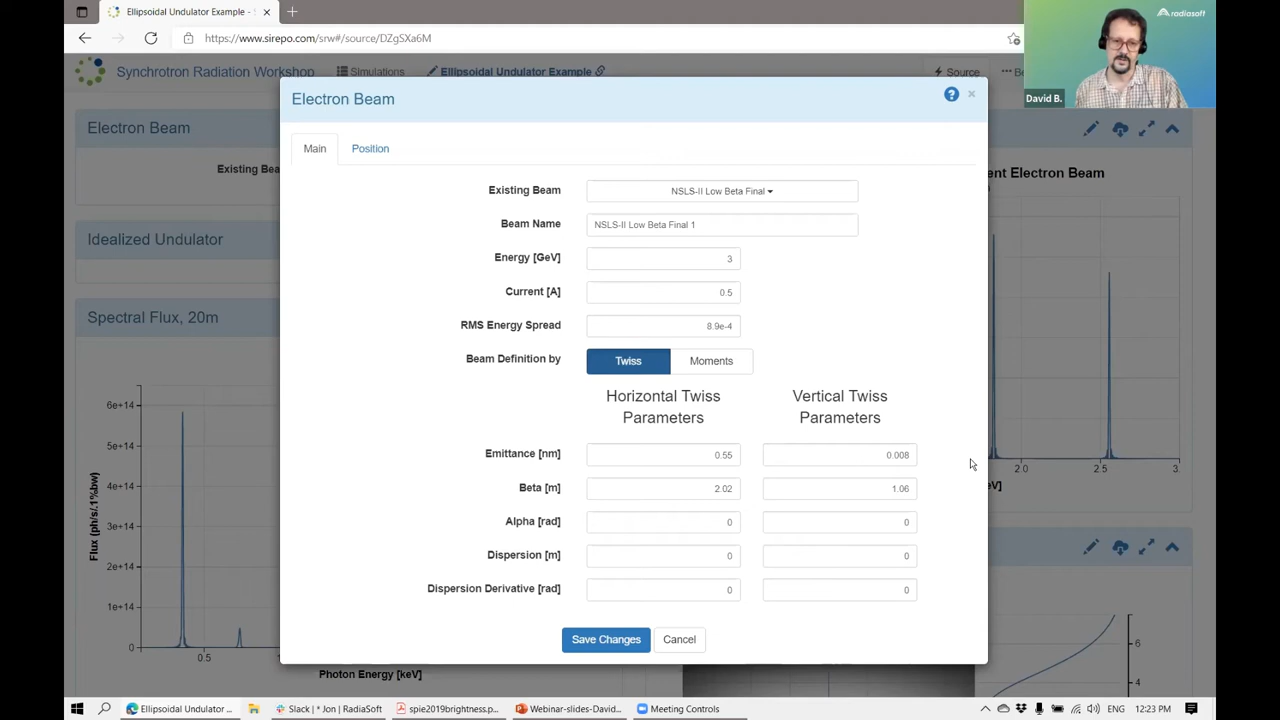 Ellipsoidal Undulator Example - S
https://www.sirepo.com/srw#/source/DZgSXa6M
radiasoft
David B.
Synchrotron Radiation Workshop
Simulations
Ellipsoidal Undulator Example
Source
Electron Beam
Electron Beam
Existing Bea
ent Electron Beam
Idealized Undulator
Spectral Flux, 20m
Main
Position
Existing Beam
NSLS-II Low Beta Final
Beam Name
NSLS-II Low Beta Final 1
Energy [GeV]
3
Current [A]
0.5
RMS Energy Spread
8.9e-4
Beam Definition by
Twiss
Moments
Horizontal Twiss
Parameters
Vertical Twiss
Parameters
Emittance [nm]
0.55
0.008
Beta [m]
2.02
1.06
Alpha [rad]
0
0
Dispersion [m]
0
0
Dispersion Derivative [rad]
0
0
Save Changes
Cancel
Flux (ph/s/.1%bw)
6e+14
5e+14
4e+14
3e+14
2e+14
1e+14
0
0.5
Photon Energy [keV]
2.0
2.5
3.
eV]
6
4
Ellipsoidal Undulator ...
Slack | * Jon | RadiaSoft
spie2019brightness.p...
Webinar-slides-David...
Meeting Controls
ENG
12:23 PM